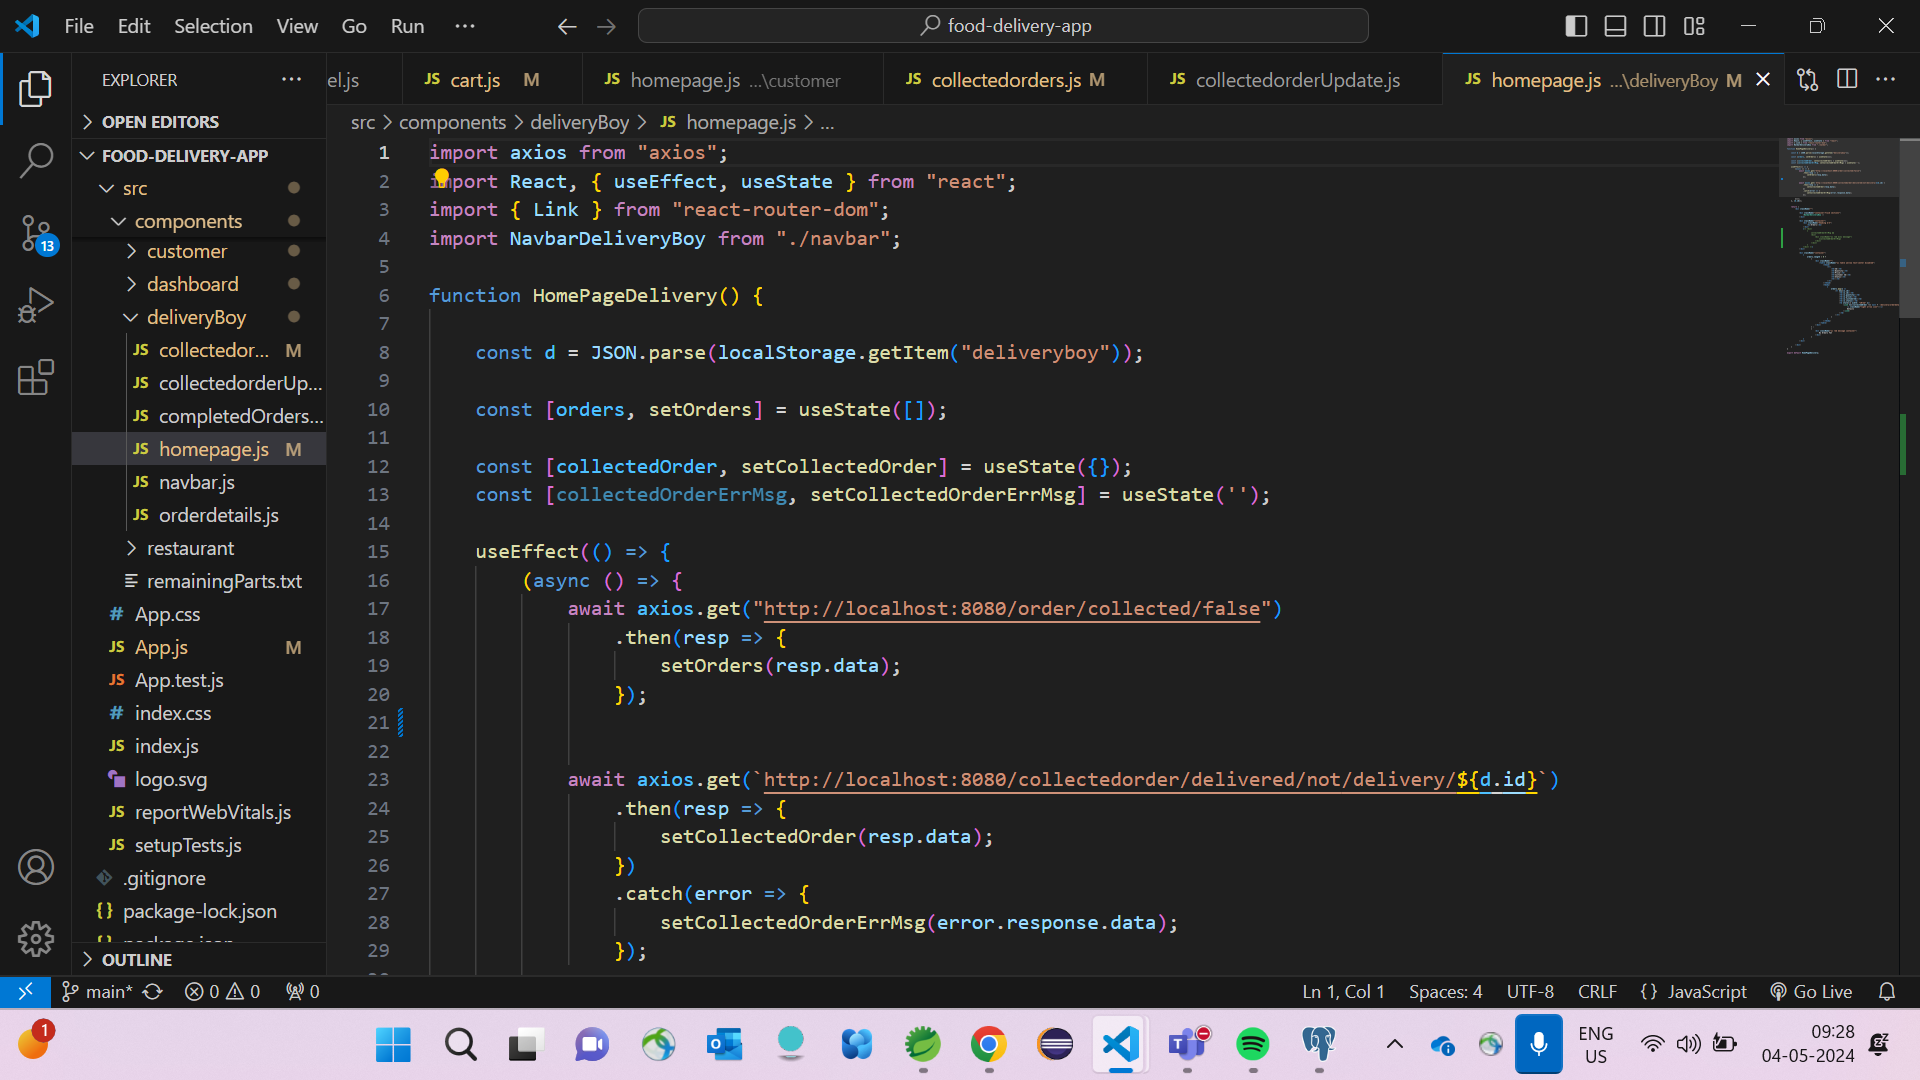 File Edit Selection View Go Run ···
food-delivery-app
EXPLORER ···
OPEN EDITORS
FOOD-DELIVERY-APP
src
components
customer
dashboard
deliveryBoy
JS collectedor... M
JS collectedorderUp...
JS completedOrders...
JS homepage.js M
JS navbar.js
JS orderdetails.js
restaurant
remainingParts.txt
# App.css
JS App.js M
JS App.test.js
# index.css
JS index.js
logo.svg
JS reportWebVitals.js
JS setupTests.js
.gitignore
{} package-lock.json
OUTLINE
13
el.js JS cart.js M JS homepage.js ...\customer JS collectedorders.js M JS collectedorderUpdate.js JS homepage.js ...\deliveryBoy M
src > components > deliveryBoy > JS homepage.js > ...
1 import axios from "axios";
2 import React, { useEffect, useState } from "react";
3 import { Link } from "react-router-dom";
4 import NavbarDeliveryBoy from "./navbar";
5
6 function HomePageDelivery() {
7
8 const d = JSON.parse(localStorage.getItem("deliveryboy"));
9
10 const [orders, setOrders] = useState([]);
11
12 const [collectedOrder, setCollectedOrder] = useState({});
13 const [collectedOrderErrMsg, setCollectedOrderErrMsg] = useState('');
14
15 useEffect(() => {
16 (async () => {
17 await axios.get("http://localhost:8080/order/collected/false")
18 .then(resp => {
19 setOrders(resp.data);
20 });
21
22
23 await axios.get(`http://localhost:8080/collectedorder/delivered/not/delivery/${d.id}`)
24 .then(resp => {
25 setCollectedOrder(resp.data);
26 })
27 .catch(error => {
28 setCollectedOrderErrMsg(error.response.data);
29 });
main* 0 0 0
Ln 1, Col 1 Spaces: 4 UTF-8 CRLF {} JavaScript Go Live
1
ENG
US
09:28
04-05-2024